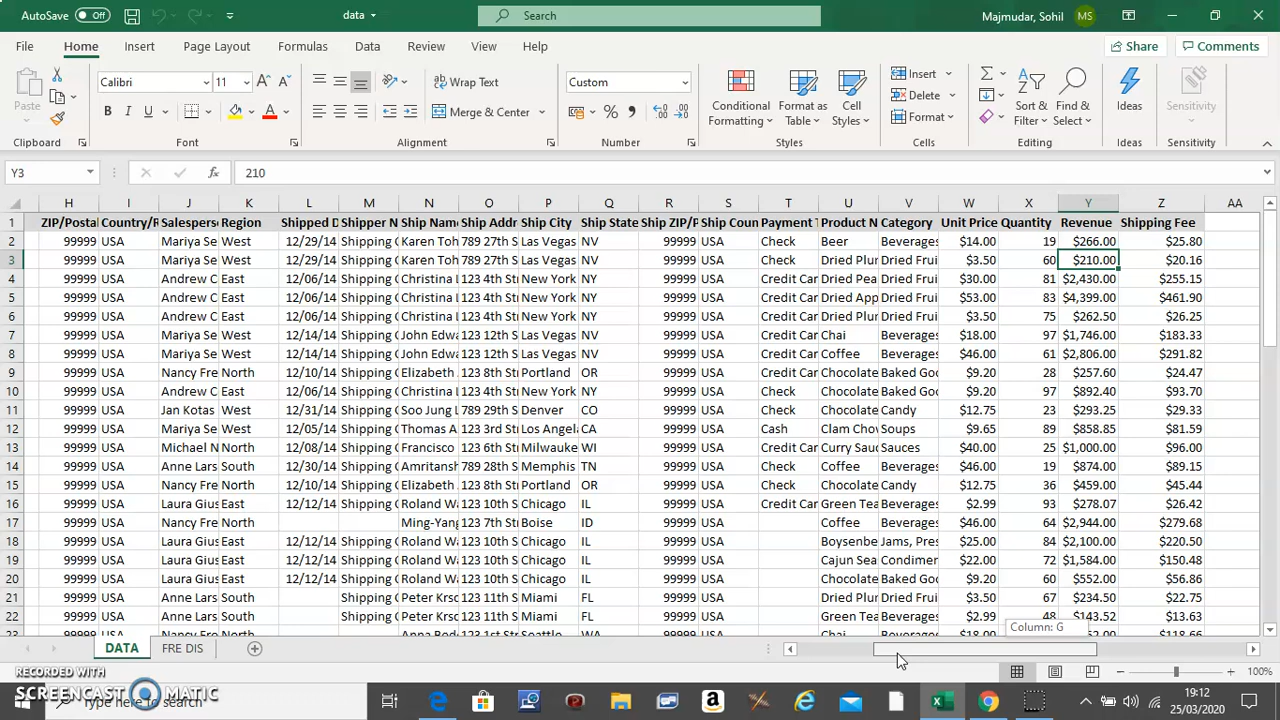 AutoSave Off data Search Majmudar, Sohil MS
File Home Insert Page Layout Formulas Data Review View Help Share Comments
Paste Calibri 11 Wrap Text Merge & Center Custom Conditional Formatting Format as Table Cell Styles Insert Delete Format Sort & Filter Find & Select Ideas Sensitivity
Clipboard Font Alignment Number Styles Cells Editing Ideas Sensitivity
Y3 fx 210
H I J K L M N O P Q R S T U V W X Y Z AA
1 ZIP/Postal Country/R Salespers Region Shipped D Shipper N Ship Name Ship Addr Ship City Ship State Ship ZIP/P Ship Coun Payment T Product N Category Unit Price Quantity Revenue Shipping Fee
2 99999 USA Mariya Se West 12/29/14 Shipping C Karen Toh 789 27th S Las Vegas NV 99999 USA Check Beer Beverages $14.00 19 $266.00 $25.80
3 99999 USA Mariya Se West 12/29/14 Shipping C Karen Toh 789 27th S Las Vegas NV 99999 USA Check Dried Plum Dried Frui $3.50 60 $210.00 $20.16
4 99999 USA Andrew C East 12/06/14 Shipping C Christina L 123 4th St New York NY 99999 USA Credit Car Dried Pea Dried Frui $30.00 81 $2,430.00 $255.15
5 99999 USA Andrew C East 12/06/14 Shipping C Christina L 123 4th St New York NY 99999 USA Credit Car Dried App Dried Frui $53.00 83 $4,399.00 $461.90
6 99999 USA Andrew C East 12/06/14 Shipping C Christina L 123 4th St New York NY 99999 USA Credit Car Dried Plum Dried Frui $3.50 75 $262.50 $26.25
7 99999 USA Mariya Se West 12/14/14 Shipping C John Edwa 123 12th S Las Vegas NV 99999 USA Credit Car Chai Beverages $18.00 97 $1,746.00 $183.33
8 99999 USA Mariya Se West 12/14/14 Shipping C John Edwa 123 12th S Las Vegas NV 99999 USA Credit Car Coffee Beverages $46.00 61 $2,806.00 $291.82
9 99999 USA Nancy Fre North 12/10/14 Shipping C Elizabeth 123 8th St Portland OR 99999 USA Credit Car Chocolate Baked Goo $9.20 28 $257.60 $24.47
10 99999 USA Andrew C East 12/06/14 Shipping C Christina L 123 4th St New York NY 99999 USA Check Chocolate Baked Goo $9.20 97 $892.40 $93.70
11 99999 USA Jan Kotas West 12/31/14 Shipping C Soo Jung L 789 29th S Denver CO 99999 USA Check Chocolate Candy $12.75 23 $293.25 $29.33
12 99999 USA Mariya Se West 12/05/14 Shipping C Thomas A 123 3rd St Los Angela CA 99999 USA Cash Clam Chov Soups $9.65 89 $858.85 $81.59
13 99999 USA Michael N North 12/08/14 Shipping C Francisco 123 10th S Milwauke WI 99999 USA Credit Car Curry Sauc Sauces $40.00 25 $1,000.00 $96.00
14 99999 USA Anne Lars South 12/30/14 Shipping C Amritansh 789 28th S Memphis TN 99999 USA Check Coffee Beverages $46.00 19 $874.00 $89.15
15 99999 USA Nancy Fre North 12/10/14 Shipping C Elizabeth 123 8th St Portland OR 99999 USA Check Chocolate Candy $12.75 36 $459.00 $45.44
16 99999 USA Laura Gius East 12/12/14 Shipping C Roland Wa 123 9th St Chicago IL 99999 USA Credit Car Green Tea Beverages $2.99 93 $278.07 $26.42
17 99999 USA Nancy Fre North Ming-Yang 123 7th St Boise ID 99999 USA Coffee Beverages $46.00 64 $2,944.00 $279.68
18 99999 USA Laura Gius East 12/12/14 Shipping C Roland Wa 123 9th St Chicago IL 99999 USA Boysenbe Jams, Pres $25.00 84 $2,100.00 $220.50
19 99999 USA Laura Gius East 12/12/14 Shipping C Roland Wa 123 9th St Chicago IL 99999 USA Cajun Sea Condimer $22.00 72 $1,584.00 $150.48
20 99999 USA Laura Gius East 12/12/14 Shipping C Roland Wa 123 9th St Chicago IL 99999 USA Chocolate Baked Goo $9.20 60 $552.00 $56.86
21 99999 USA Anne Lars South Shipping C Peter Krsc 123 11th S Miami FL 99999 USA Dried Plum Dried Frui $3.50 67 $234.50 $22.75
22 99999 USA Anne Lars South Shipping C Peter Krsc 123 11th S Miami FL 99999 USA Green Tea Beverages $2.99 48 $143.52 $13.63
Column: G
DATA FRE DIS
100%
RECORDED WITH
SCREENCAST MATIC
Type here to search
19:12
25/03/2020